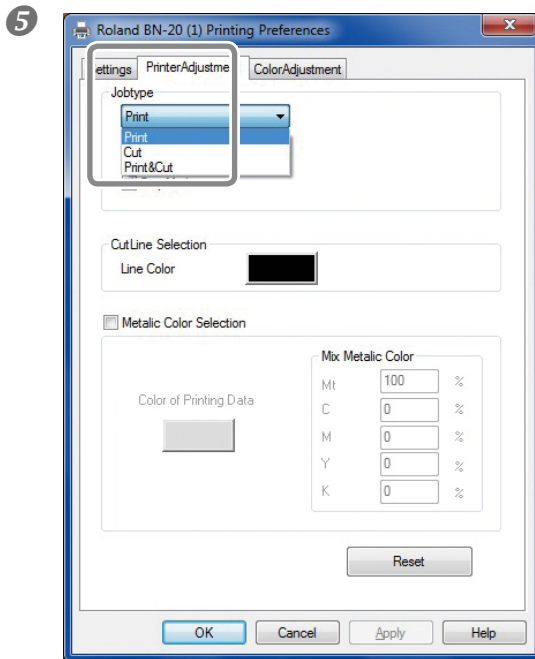 5
Roland BN-20 (1) Printing Preferences
ettings PrinterAdjustme ColorAdjustment
Jobtype
Print
Print
Cut
Print&Cut
CutLine Selection
Line Color
Metalic Color Selection
Mix Metalic Color
Mt 100 %
Color of Printing Data
C 0 %
M 0 %
Y 0 %
K 0 %
Reset
OK Cancel Apply Help